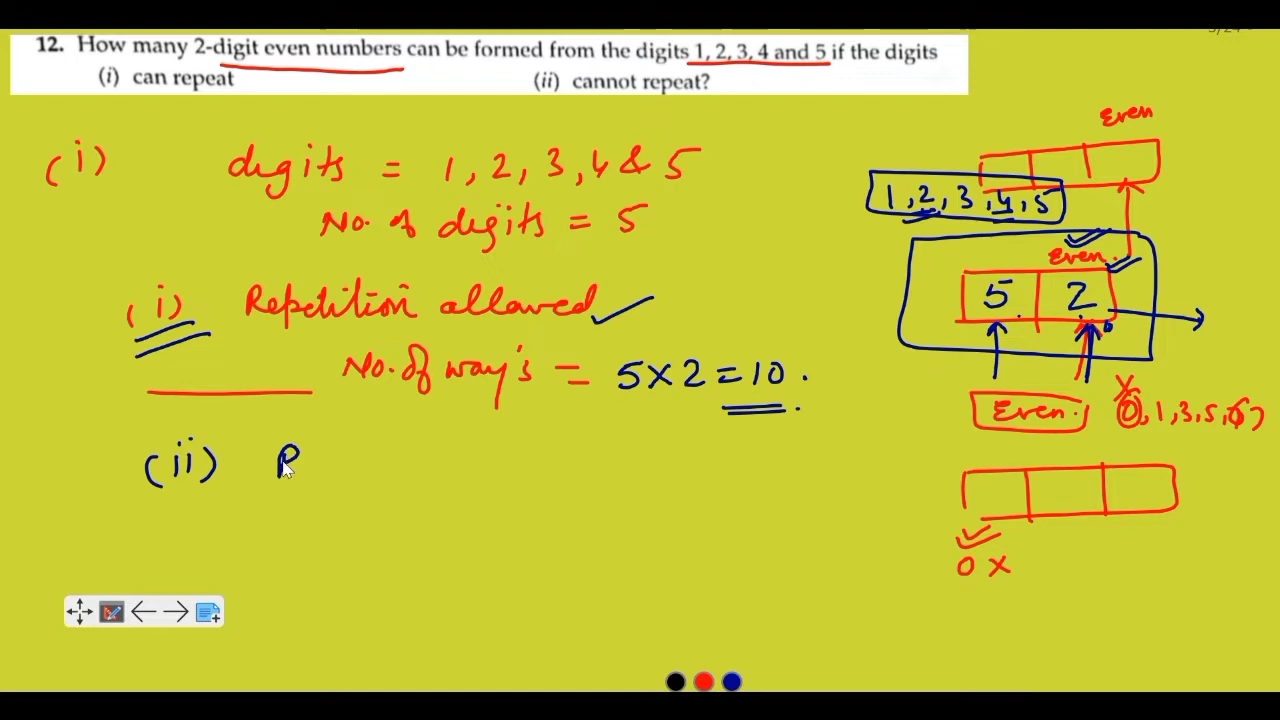 12. How many 2-digit even numbers can be formed from the digits 1, 2, 3, 4 and 5 if the digits
(i) can repeat (ii) cannot repeat?
(i) digits = 1, 2, 3, 4 & 5
No. of digits = 5
(i) Repetition allowed
No. of way's = 5 x 2 = 10 .
(ii) R
Even
1, 2, 3, 4, 5
Even.
5 2
Even. 0, 1, 3, 5,
0 x